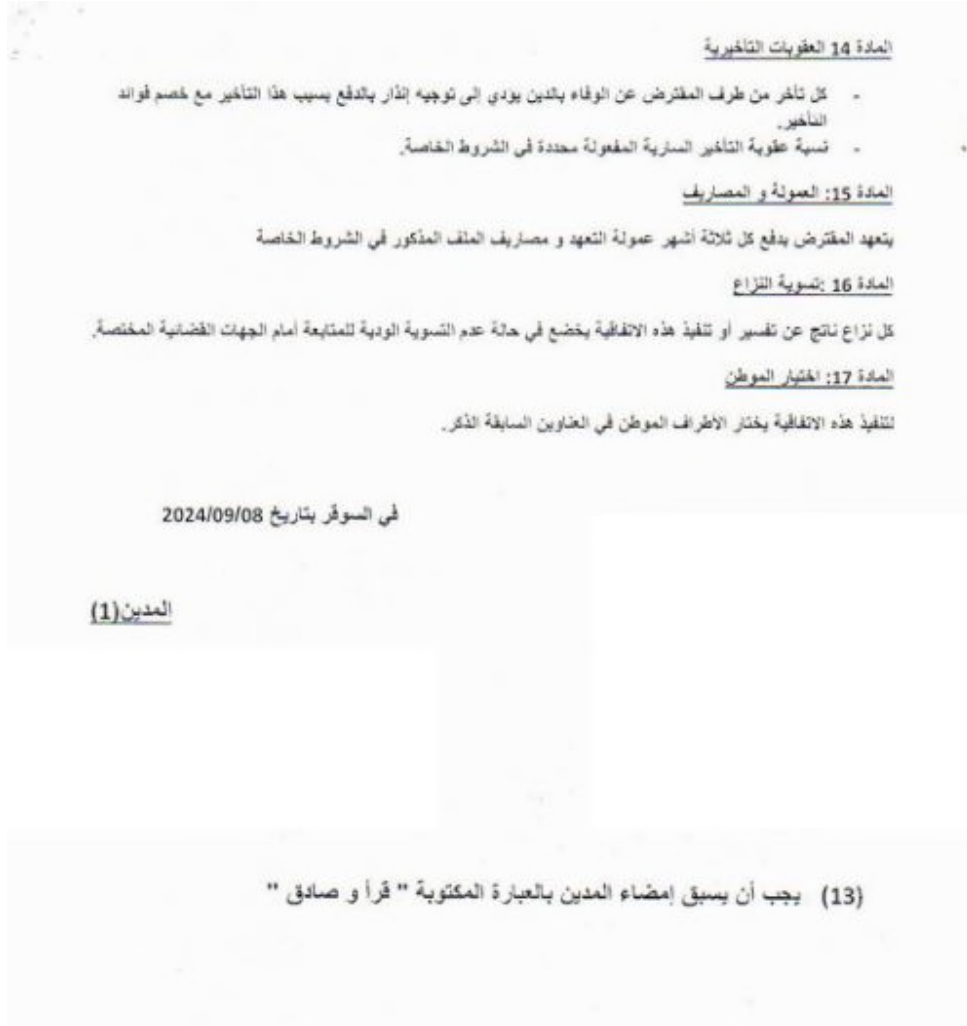 المادة 14 العقوبات التأخيرية
- كل تأخر من طرف المقترض عن الوفاء بالدين يودي إلى توجيه إنذار بالدفع بسبب هذا التأخير مع خصم فوائد
التأخير.
- نسبة عقوبة التأخير السارية المفعولة محددة في الشروط الخاصة.
المادة 15: العمولة و المصاريف
يتعهد المقترض بدفع كل ثلاثة أشهر عمولة التعهد و مصاريف الملف المذكور في الشروط الخاصة
المادة 16 :تسوية النزاع
كل نزاع ناتج عن تفسير أو تنفيذ هذه الاتفاقية يخضع في حالة عدم التسوية الودية للمتابعة أمام الجهات القضائية المختصة.
المادة 17: اختيار الموطن
لتنفيذ هذه الاتفاقية يختار الأطراف الموطن في العناوين السابقة الذكر.
في السوقر بتاريخ 2024/09/08
المدين(1)
(13) يجب أن يسبق إمضاء المدين بالعبارة المكتوبة " قرأ و صادق "